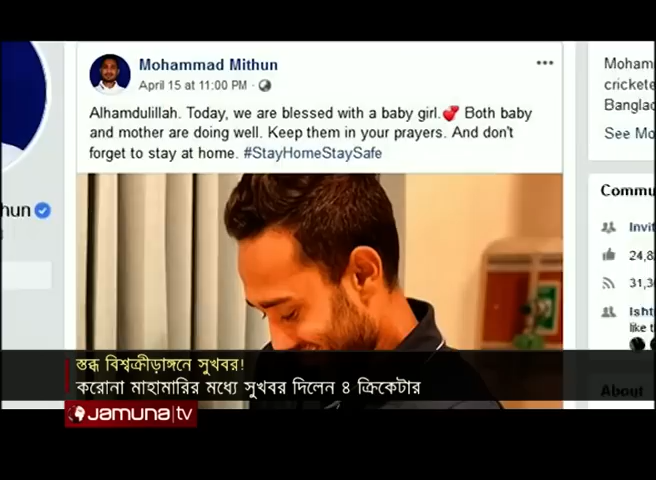 Mohammad Mithun
April 15 at 11:00 PM
Alhamdulillah. Today, we are blessed with a baby girl.💕 Both baby
and mother are doing well. Keep them in your prayers. And don't
forget to stay at home. #StayHomeStaySafe
See
24,8
31,3
like t
About
স্তব্ধ বিশ্বক্রীড়াঙ্গনে সুখবর!
করোনা মাহামারির মধ্যে সুখবর দিলেন ৪ ক্রিকেটার
Jamuna tv